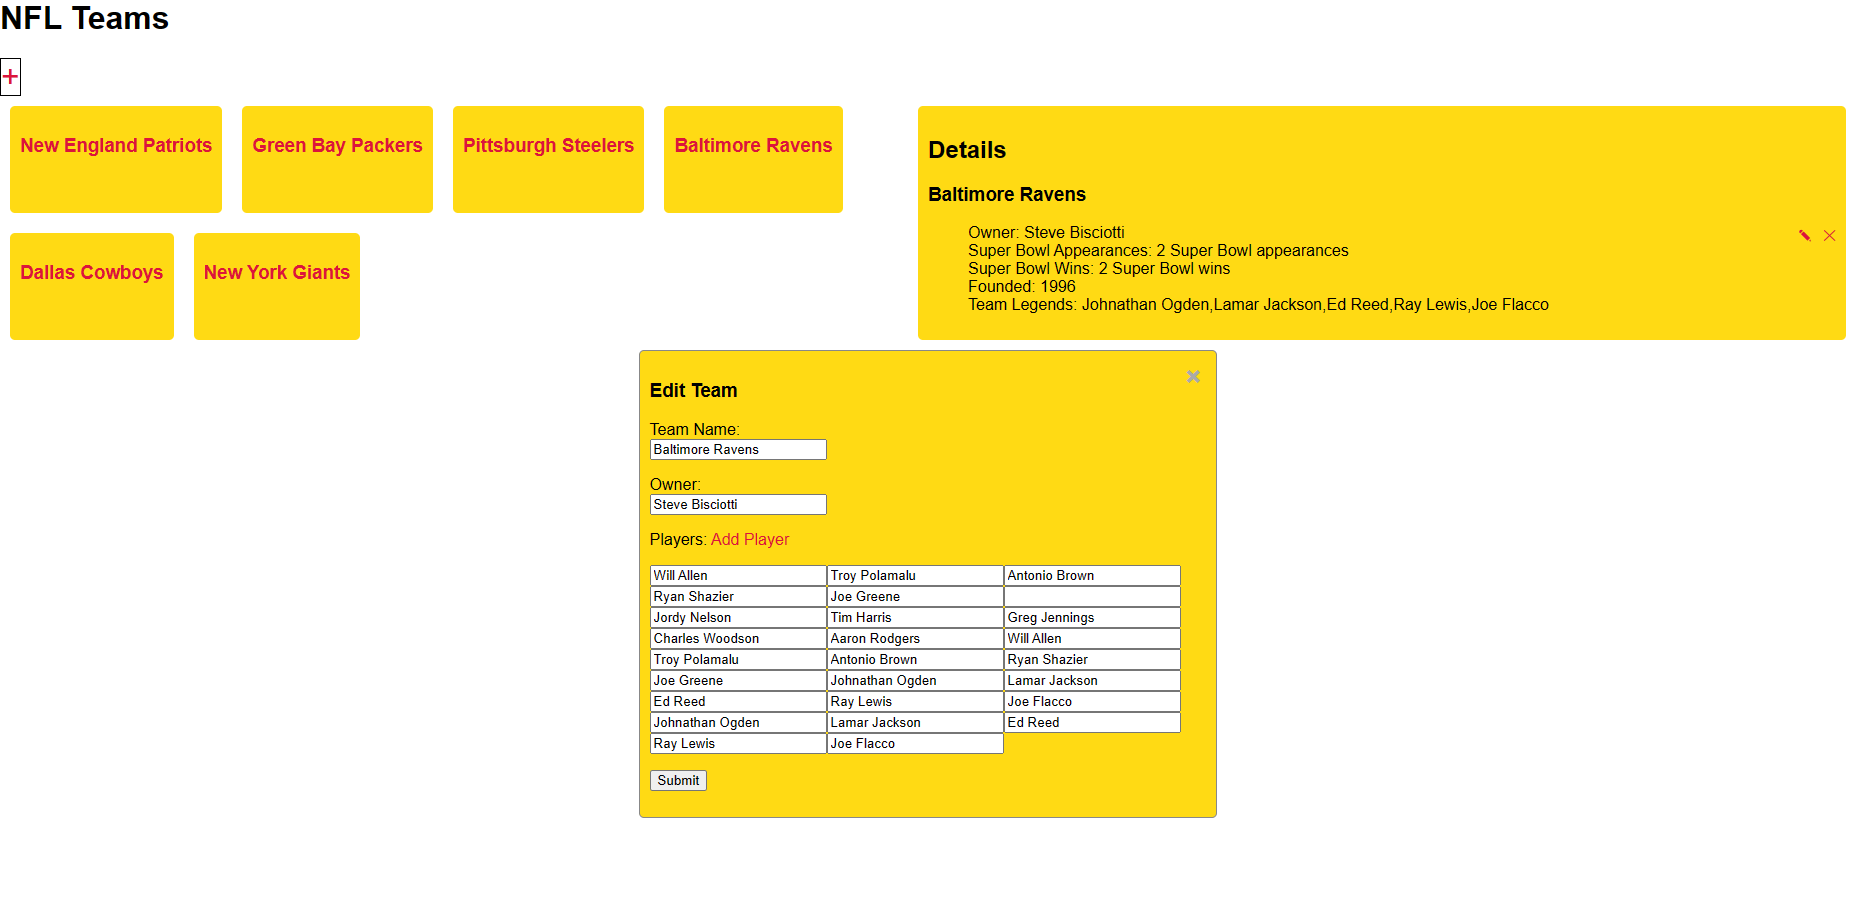 NFL Teams
+
New England Patriots
Green Bay Packers
Pittsburgh Steelers
Baltimore Ravens
Dallas Cowboys
New York Giants
Details
Baltimore Ravens
Owner: Steve Bisciotti
Super Bowl Appearances: 2 Super Bowl appearances
Super Bowl Wins: 2 Super Bowl wins
Founded: 1996
Team Legends: Johnathan Ogden,Lamar Jackson,Ed Reed,Ray Lewis,Joe Flacco
Edit Team
Team Name:
Baltimore Ravens
Owner:
Steve Bisciotti
Players: Add Player
Will Allen Troy Polamalu Antonio Brown
Ryan Shazier Joe Greene
Jordy Nelson Tim Harris Greg Jennings
Charles Woodson Aaron Rodgers Will Allen
Troy Polamalu Antonio Brown Ryan Shazier
Joe Greene Johnathan Ogden Lamar Jackson
Ed Reed Ray Lewis Joe Flacco
Johnathan Ogden Lamar Jackson Ed Reed
Ray Lewis Joe Flacco
Submit